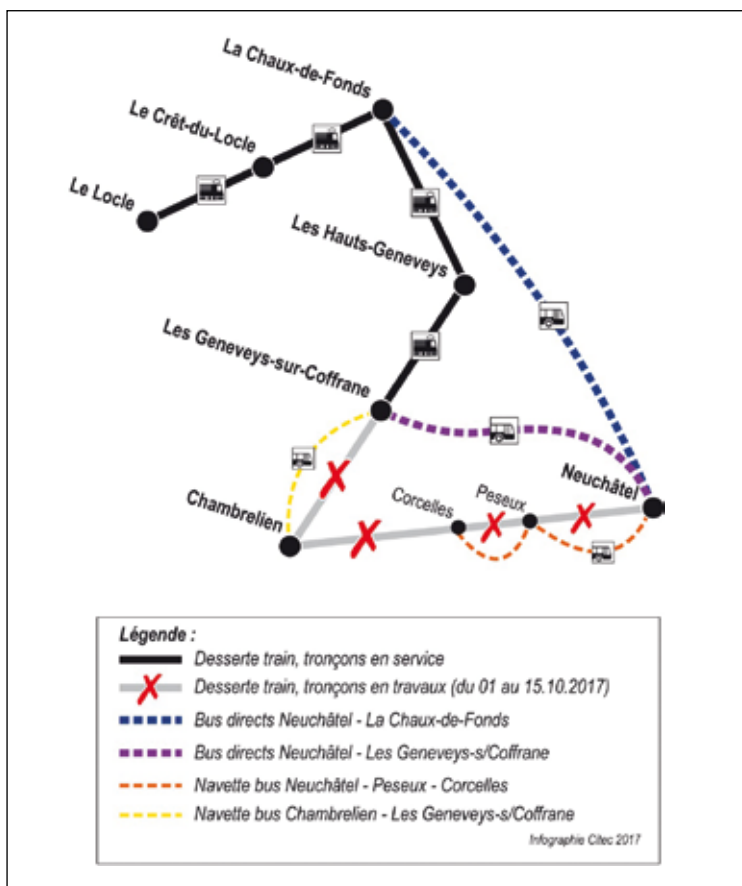 La Chaux-de-Fonds
Le Crêt-du-Locle
Le Locle
Les Hauts-Geneveys
Les Geneveys-sur-Coffrane
Neuchâtel
Peseux
Corcelles
Chambrelien
Légende :
Desserte train, tronçons en service
Desserte train, tronçons en travaux (du 01 au 15.10.2017)
Bus directs Neuchâtel - La Chaux-de-Fonds
Bus directs Neuchâtel - Les Geneveys-s/Coffrane
Navette bus Neuchâtel - Peseux - Corcelles
Navette bus Chambrelien - Les Geneveys-s/Coffrane
Infographie Citec 2017